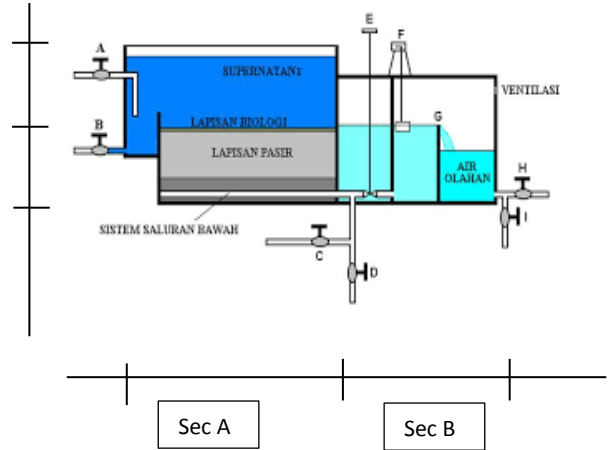 A
E
F
SUPERNATANT
VENTILASI
B
LAPISAN BIOLOGI
G
LAPISAN PASIR
AIR
OLAHAN
H
I
SISTEM SALURAN BAWAH
C
D
Sec A
Sec B